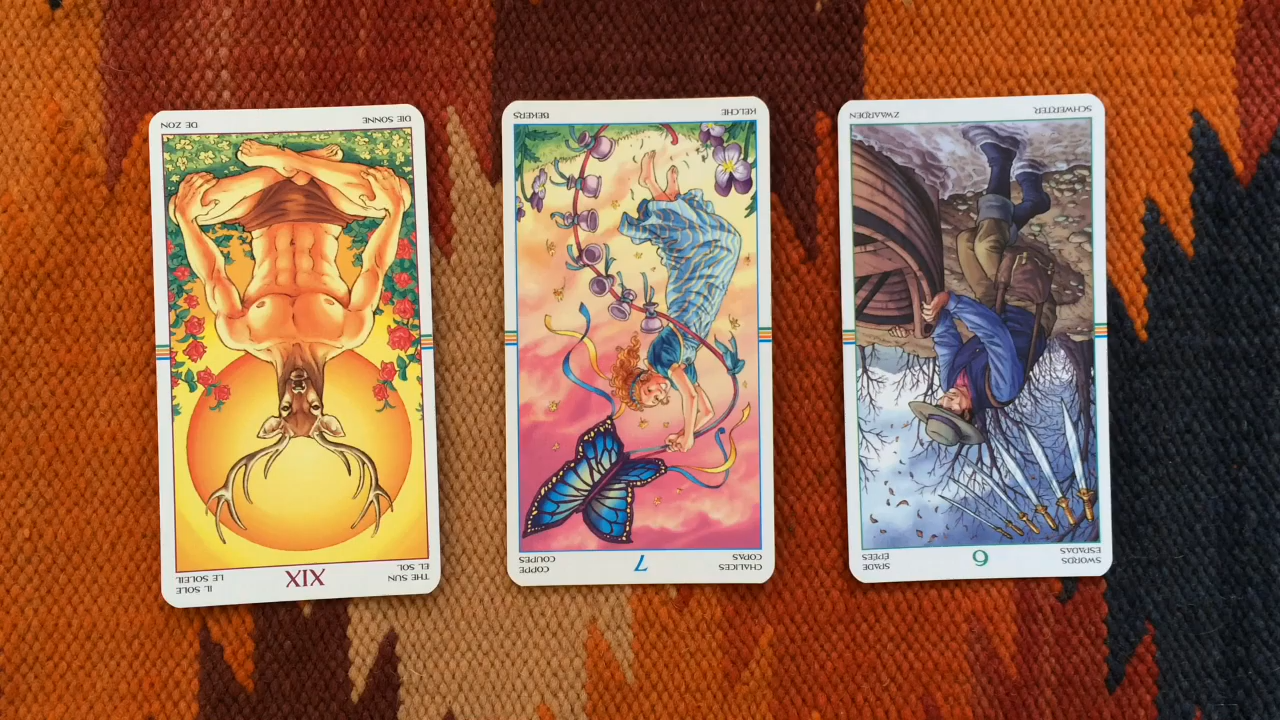 THE SUN
EL SOL
XIX
IL SOLE
LE SOLEIL
DIE SONNE
DE ZON
CHALICES
COPAS
7
COPPE
COUPES
KELCHE
BEKERS
SWORDS
ESPADAS
6
SPADE
ÉPÉES
SCHWERTER
ZWAARDEN